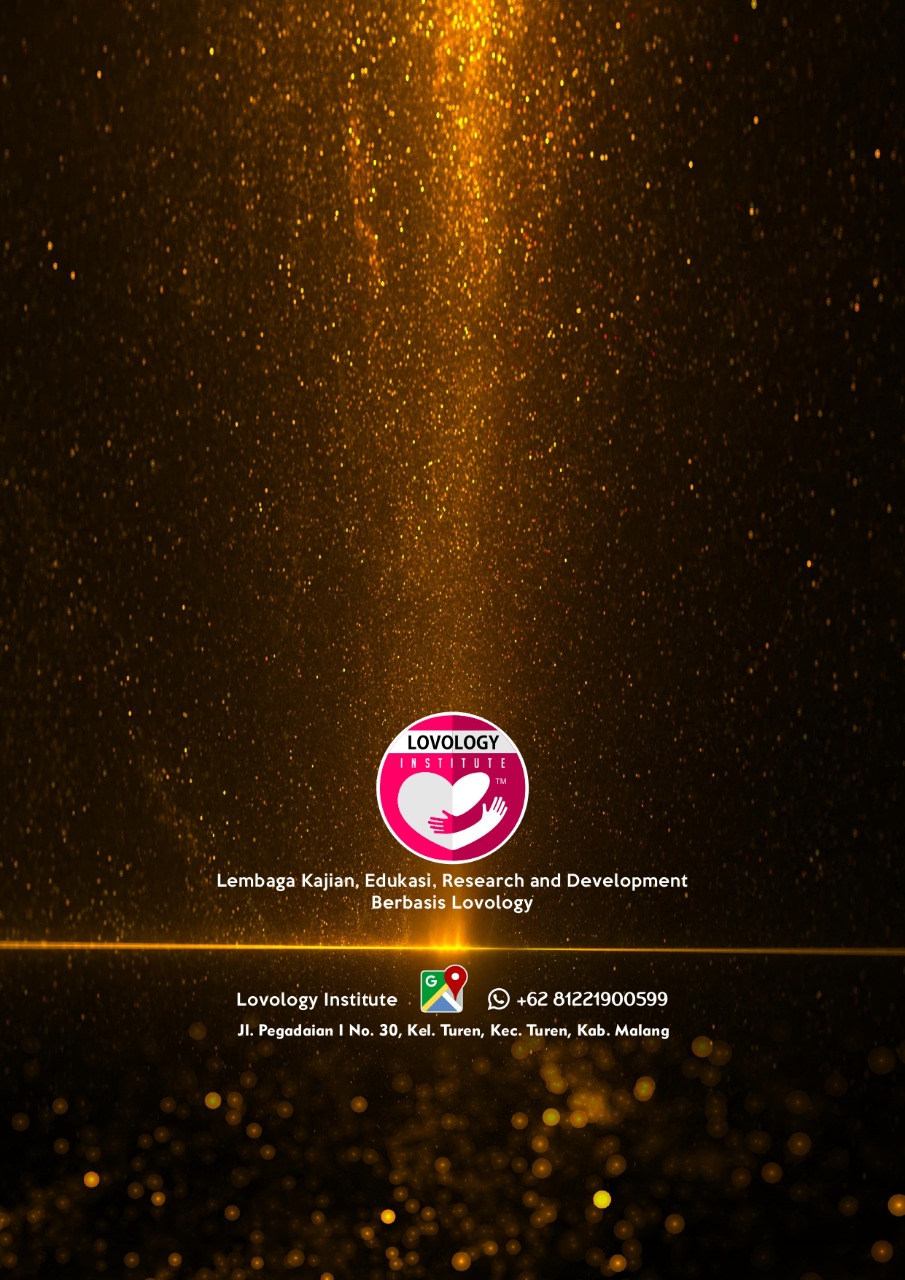 LOVOLOGY
INSTITUTE
TM
Lembaga Kajian, Edukasi, Research and Development
Berbasis Lovology
G
Lovology Institute +62 81221900599
Jl. Pegadaian I No. 30, Kel. Turen, Kec. Turen, Kab. Malang